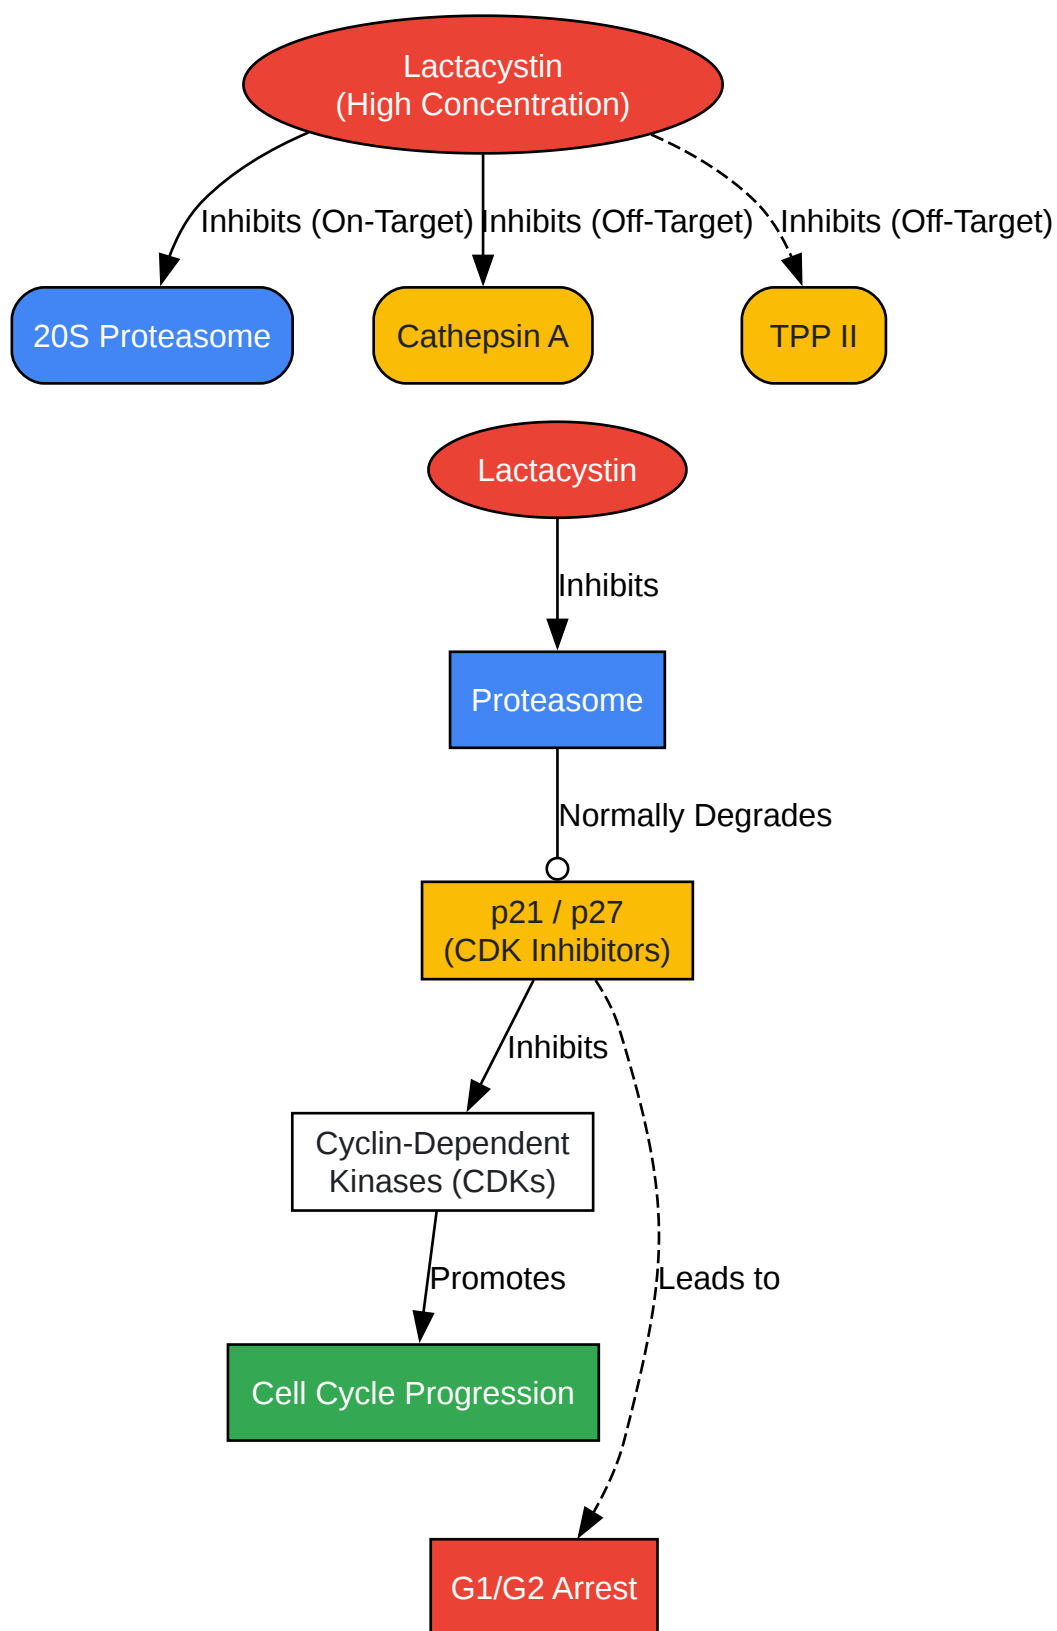 Lactacystin
(High Concentration)
Inhibits (On-Target)
Inhibits (Off-Target)
Inhibits (Off-Target)
20S Proteasome
Cathepsin A
TPP II
Lactacystin
Inhibits
Proteasome
Normally Degrades
p21 / p27
(CDK Inhibitors)
Inhibits
Cyclin-Dependent
Kinases (CDKs)
Promotes
Leads to
Cell Cycle Progression
G1/G2 Arrest